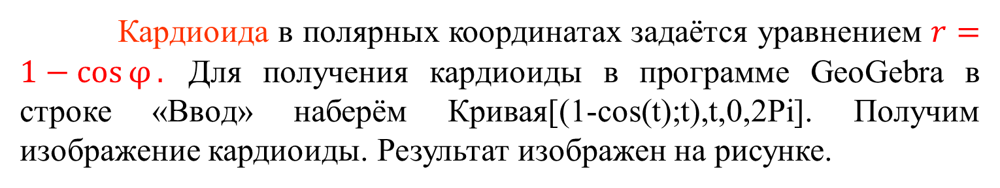 Кардиоида в полярных координатах задаётся уравнением r =
1 − cos φ . Для получения кардиоиды в программе GeoGebra в
строке «Ввод» наберём Кривая[(1-cos(t);t),t,0,2Pi]. Получим
изображение кардиоиды. Результат изображен на рисунке.